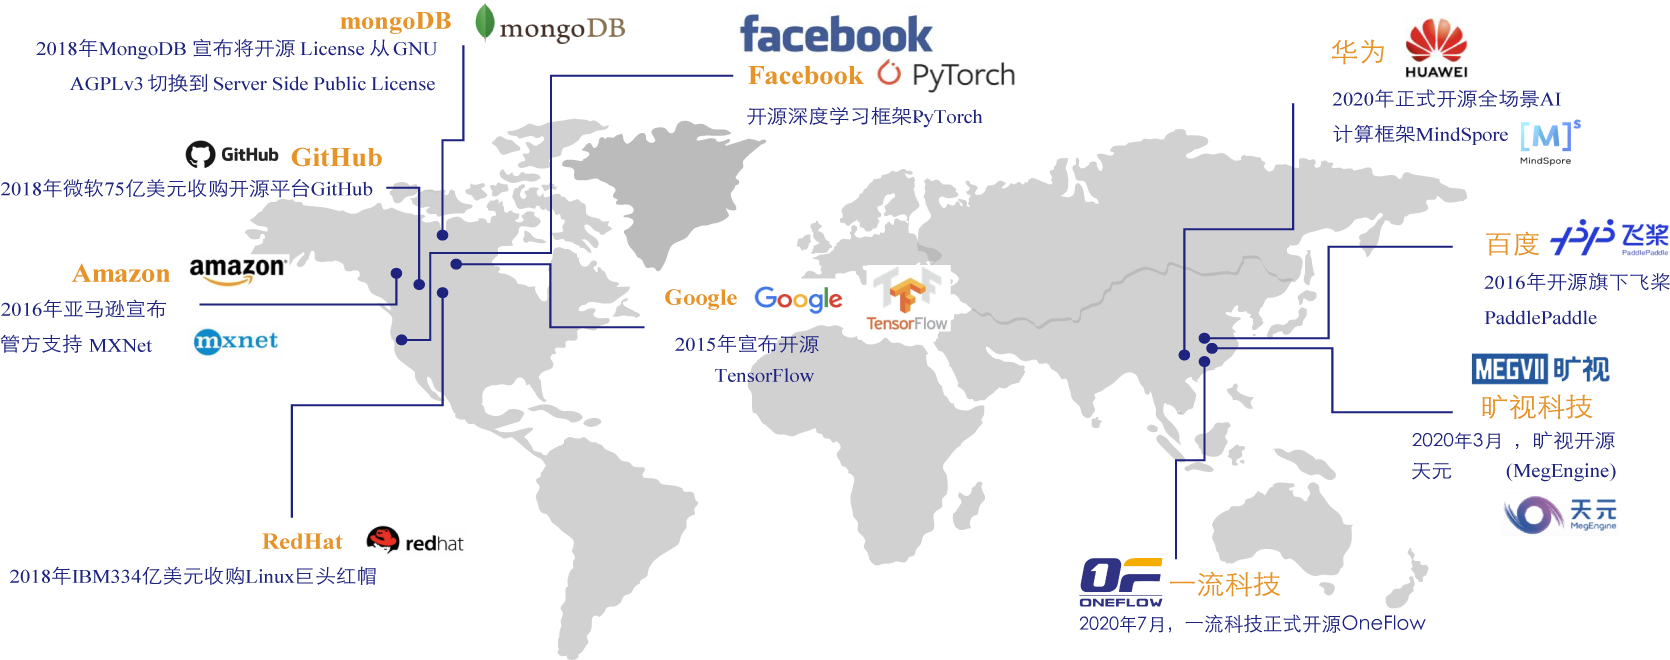 mongoDB
mongoDB
2018年MongoDB 宣布将开源 License 从 GNU
AGPLv3 切换到 Server Side Public License
GitHub
GitHub
2018年微软75亿美元收购开源平台GitHub
Amazon
amazon
2016年亚马逊宣布
管方支持 MXNet
mxnet
RedHat
redhat
2018年IBM334亿美元收购Linux巨头红帽
facebook
Facebook
PyTorch
开源深度学习框架PyTorch
Google
Google
TensorFlow
2015年宣布开源
TensorFlow
华为
HUAWEI
2020年正式开源全场景AI
计算框架MindSpore
[M]s
MindSpore
百度
飞桨
PaddlePaddle
2016年开源旗下飞桨
PaddlePaddle
MEGVII 旷视
旷视科技
2020年3月 ，旷视开源
天元 (MegEngine)
天元
MegEngine
OF
ONEFLOW
一流科技
2020年7月，一流科技正式开源OneFlow